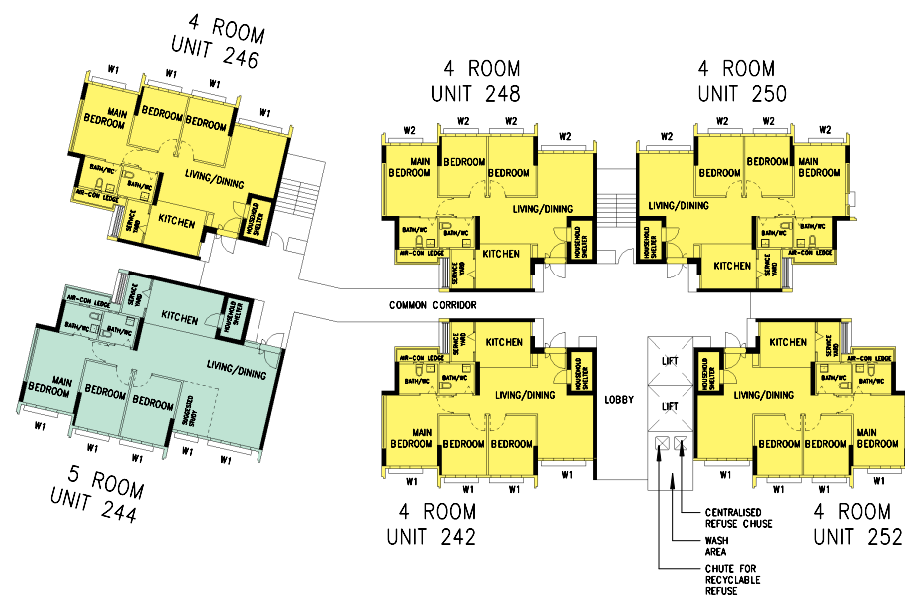 4 ROOM
UNIT 246
W1
W1
W1
W1
MAIN
BEDROOM
BEDROOM
BEDROOM
BATH/WC
BATH/WC
LIVING/DINING
AIR-CON LEDGE
SERVICE
YARD
KITCHEN
HOUSEHOLD
SHELTER
4 ROOM
UNIT 248
W2
W2
W2
W2
MAIN
BEDROOM
BEDROOM
BEDROOM
LIVING/DINING
BATH/WC
BATH/WC
AIR-CON LEDGE
SERVICE
YARD
KITCHEN
HOUSEHOLD
SHELTER
4 ROOM
UNIT 250
W2
W2
W2
W2
BEDROOM
BEDROOM
MAIN
BEDROOM
LIVING/DINING
HOUSEHOLD
SHELTER
KITCHEN
SERVICE
YARD
BATH/WC
BATH/WC
AIR-CON LEDGE
COMMON CORRIDOR
AIR-CON LEDGE
SERVICE
YARD
KITCHEN
HOUSEHOLD
SHELTER
BATH/WC
BATH/WC
LIVING/DINING
MAIN
BEDROOM
BEDROOM
BEDROOM
SUGGESTED
STUDY
W1
W1
W1
W1
W1
5 ROOM
UNIT 244
SERVICE
YARD
KITCHEN
AIR-CON LEDGE
BATH/WC
BATH/WC
HOUSEHOLD
SHELTER
LIVING/DINING
MAIN
BEDROOM
BEDROOM
BEDROOM
W1
W1
W1
W1
4 ROOM
UNIT 242
LOBBY
LIFT
LIFT
HOUSEHOLD
SHELTER
KITCHEN
SERVICE
YARD
AIR-CON LEDGE
BATH/WC
BATH/WC
LIVING/DINING
BEDROOM
BEDROOM
MAIN
BEDROOM
W1
W1
W1
W1
4 ROOM
UNIT 252
CENTRALISED
REFUSE CHUSE
WASH
AREA
CHUTE FOR
RECYCLABLE
REFUSE